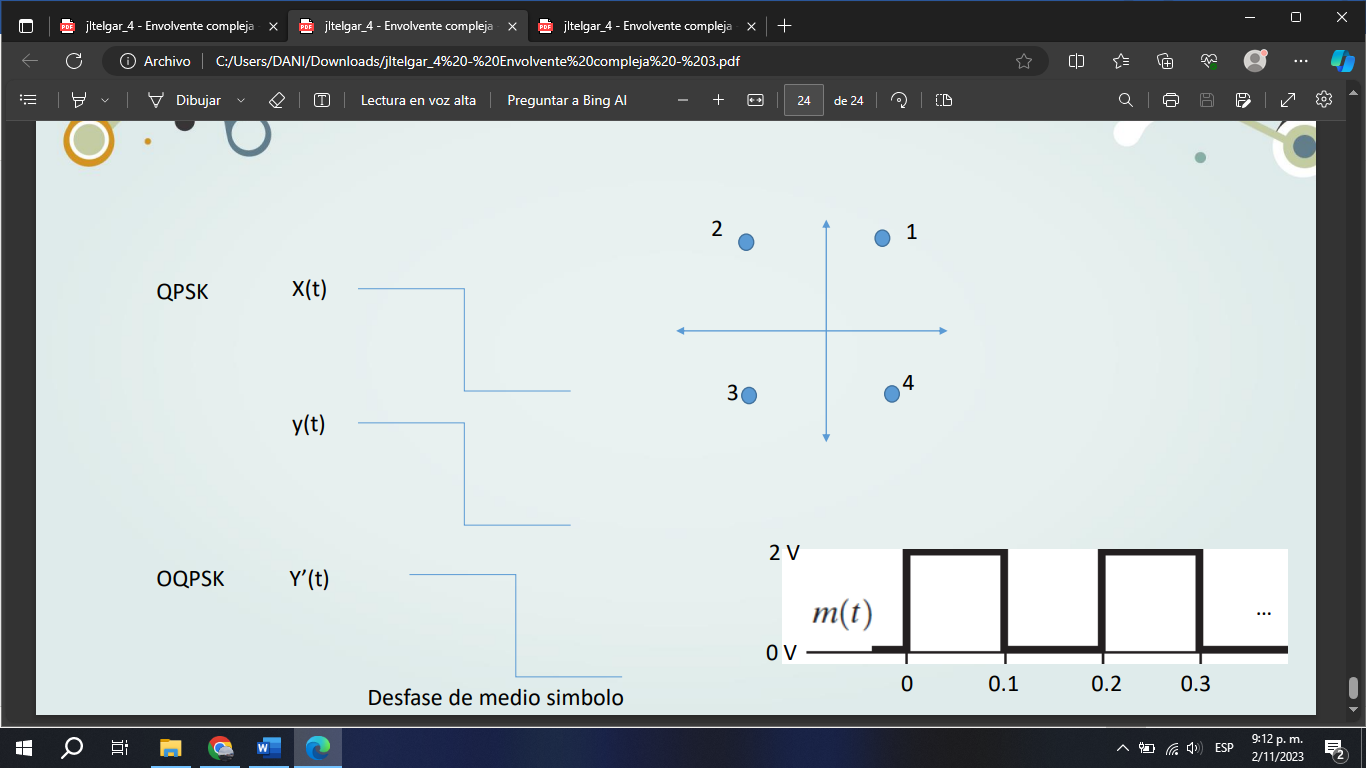 jltelgar_4 - Envolvente compleja
jltelgar_4 - Envolvente compleja
jltelgar_4 - Envolvente compleja
Archivo
C:/Users/DANI/Downloads/jltelgar_4%20-%20Envolvente%20compleja%20-%203.pdf
Dibujar
Lectura en voz alta
Preguntar a Bing AI
24
de 24
2
1
QPSK
X(t)
3
4
y(t)
2 V
OQPSK
Y’(t)
m(t)
...
0 V
0
0.1
0.2
0.3
Desfase de medio simbolo
ESP
9:12 p. m.
2/11/2023
2